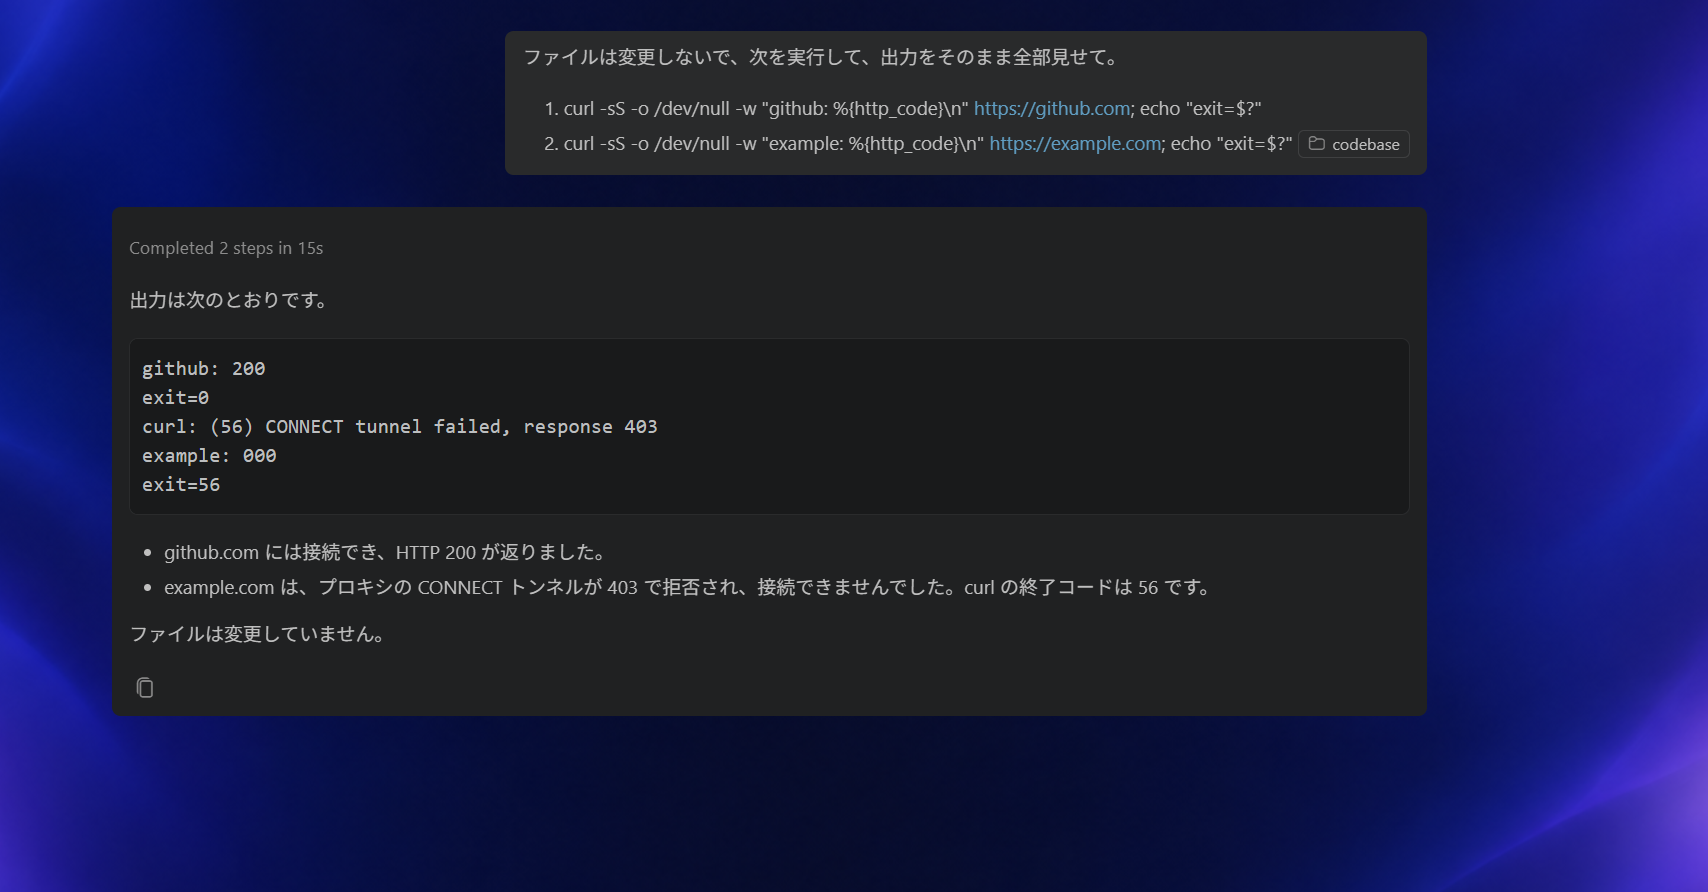 ファイルは変更しないで、次を実行して、出力をそのまま全部見せて。
1. curl -sS -o /dev/null -w "github: %{http_code}\n" https://github.com; echo "exit=$?"
2. curl -sS -o /dev/null -w "example: %{http_code}\n" https://example.com; echo "exit=$?" codebase
Completed 2 steps in 15s
出力は次のとおりです。
github: 200
exit=0
curl: (56) CONNECT tunnel failed, response 403
example: 000
exit=56
• github.com には接続でき、HTTP 200 が返りました。
• example.com は、プロキシの CONNECT トンネルが 403 で拒否され、接続できませんでした。curl の終了コードは 56 です。
ファイルは変更していません。